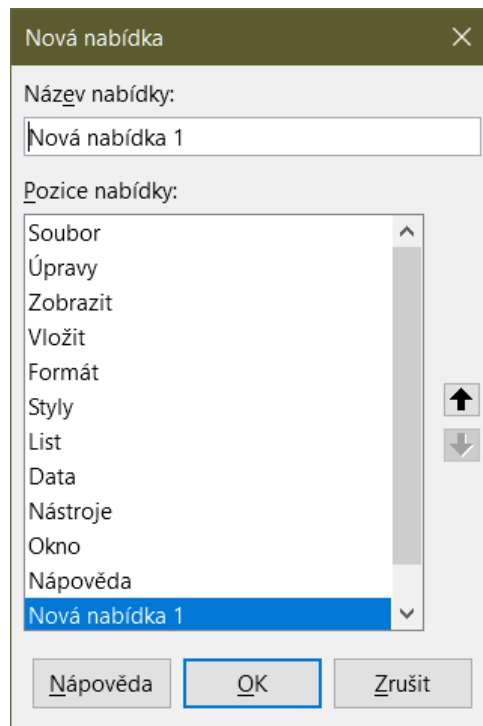 Nová nabídka
Název nabídky:
Nová nabídka 1
Pozice nabídky:
Soubor
Úpravy
Zobrazit
Vložit
Formát
Styly
List
Data
Nástroje
Okno
Nápověda
Nová nabídka 1
Nápověda OK Zrušit